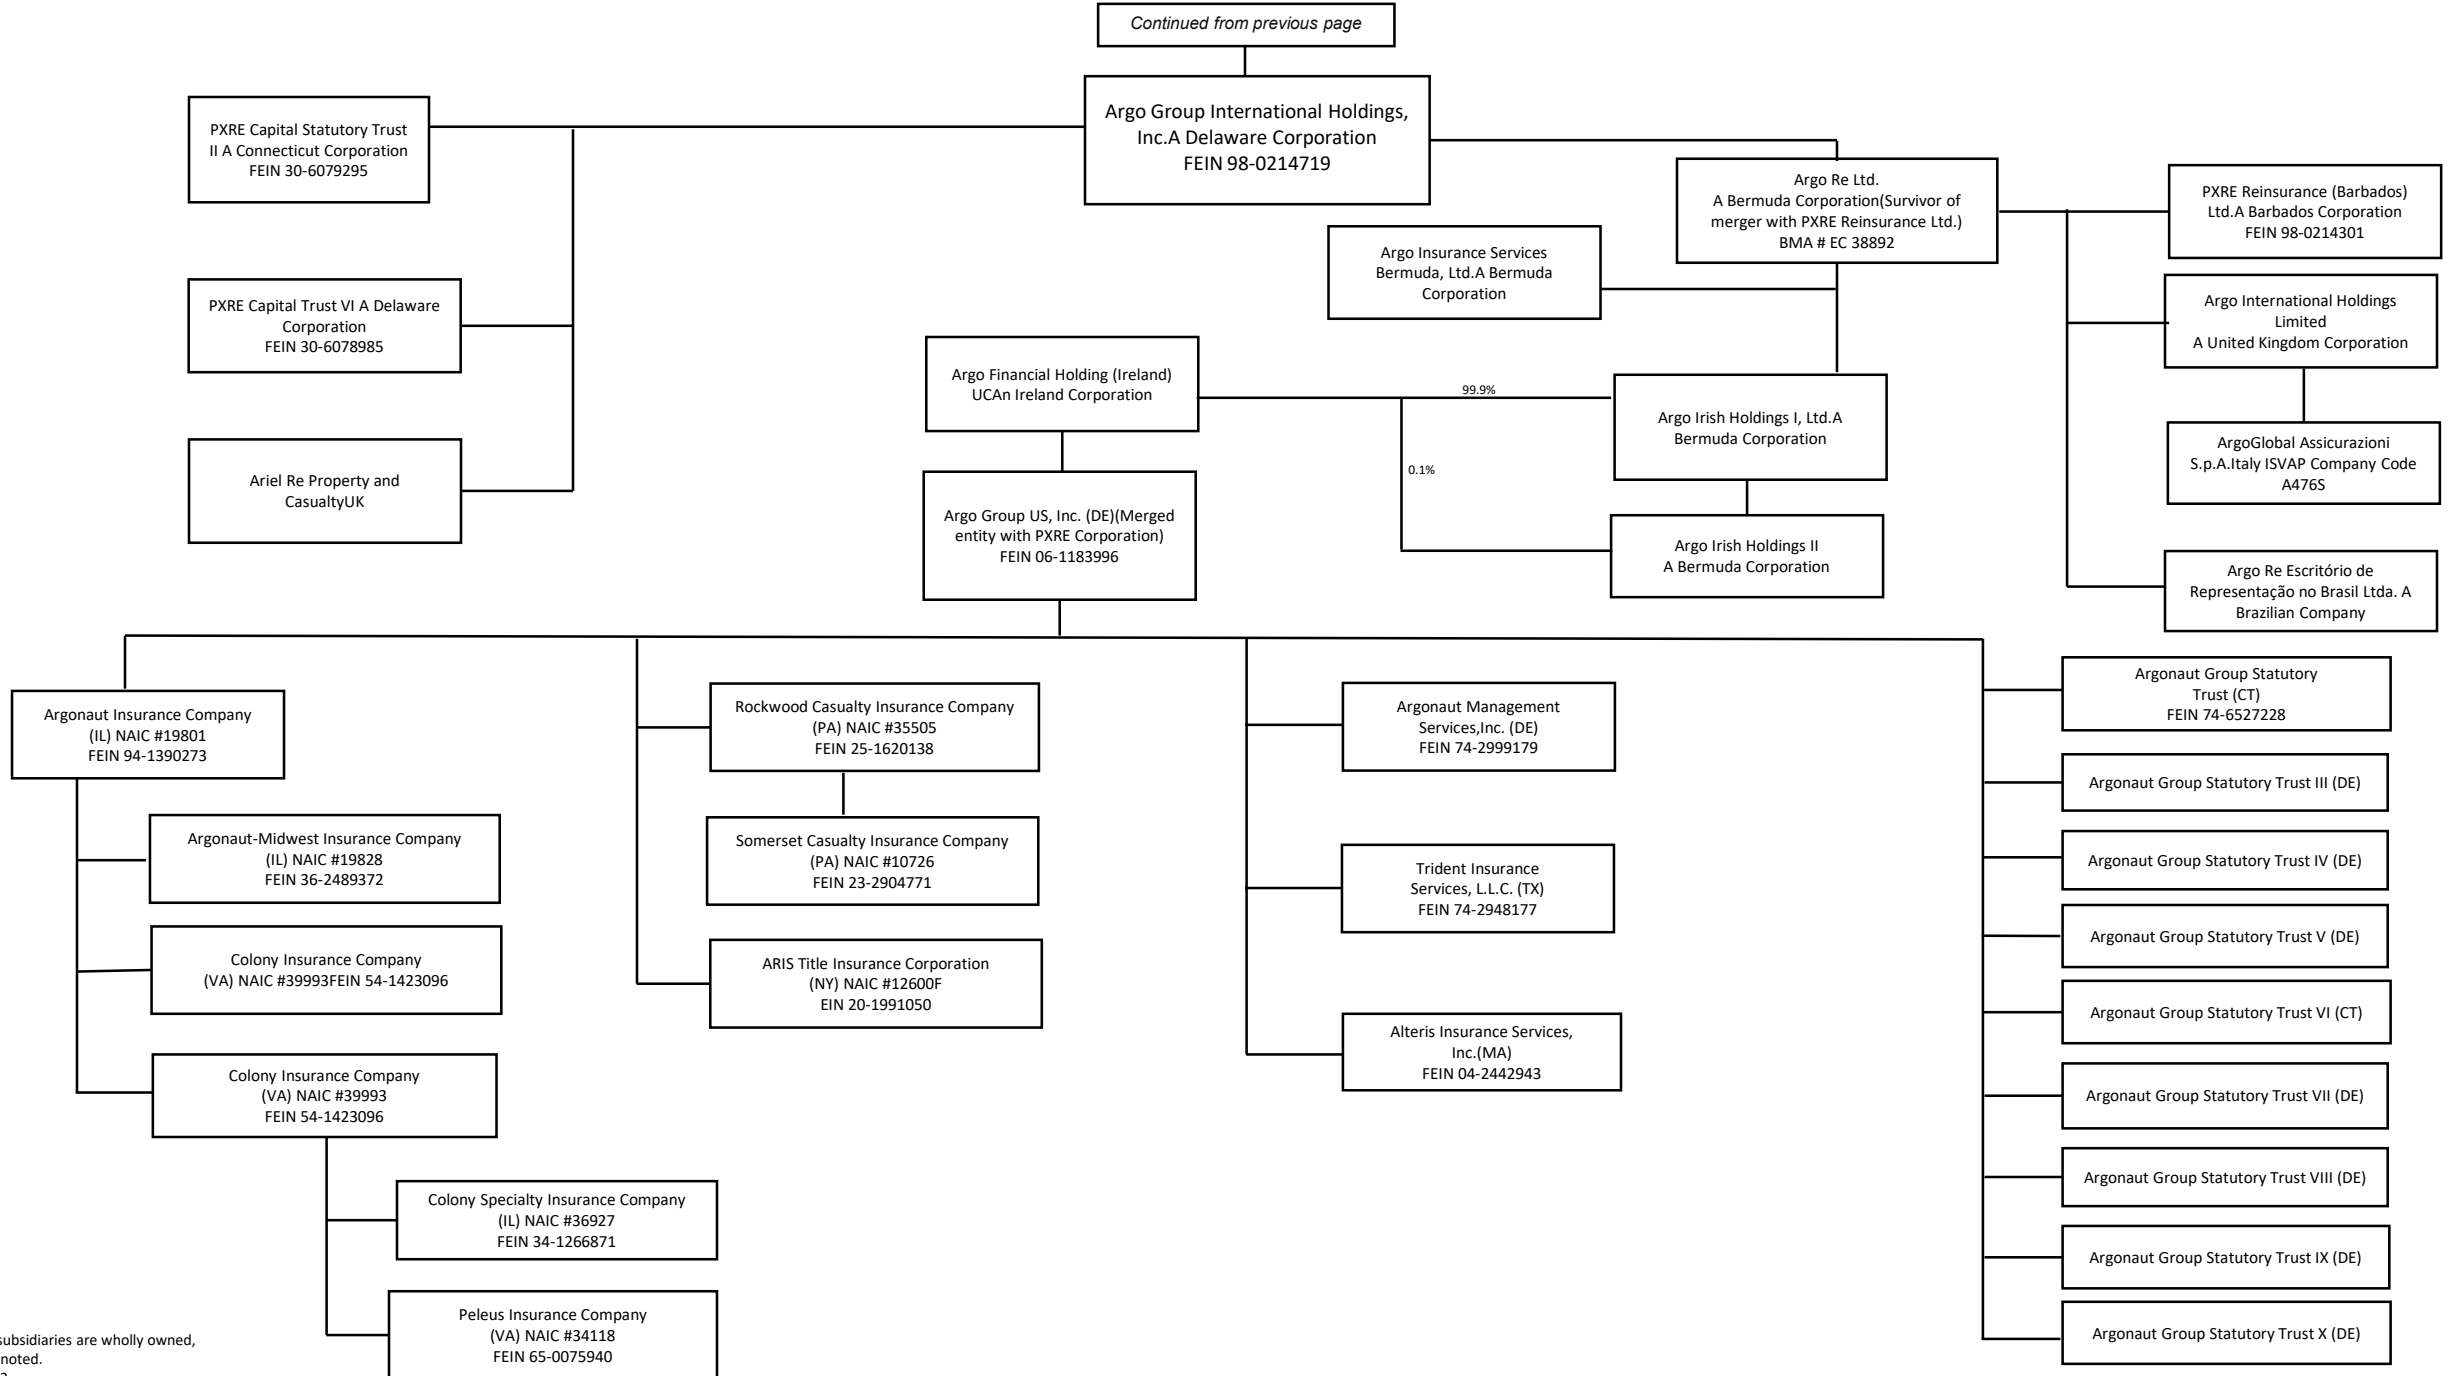 Continued from previous page
Argo Group International Holdings,
Inc.A Delaware Corporation
FEIN 98-0214719
PXRE Capital Statutory Trust
II A Connecticut Corporation
FEIN 30-6079295
PXRE Capital Trust VI A Delaware
Corporation
FEIN 30-6078985
Ariel Re Property and
CasualtyUK
Argo Re Ltd.
A Bermuda Corporation(Survivor of
merger with PXRE Reinsurance Ltd.)
BMA # EC 38892
PXRE Reinsurance (Barbados)
Ltd.A Barbados Corporation
FEIN 98-0214301
Argo Insurance Services
Bermuda, Ltd.A Bermuda
Corporation
Argo International Holdings
Limited
A United Kingdom Corporation
ArgoGlobal Assicurazioni
S.p.A.Italy ISVAP Company Code
A476S
Argo Re Escritório de
Representação no Brasil Ltda. A
Brazilian Company
Argo Financial Holding (Ireland)
UCAn Ireland Corporation
99.9%
Argo Irish Holdings I, Ltd.A
Bermuda Corporation
0.1%
Argo Irish Holdings II
A Bermuda Corporation
Argo Group US, Inc. (DE)(Merged
entity with PXRE Corporation)
FEIN 06-1183996
Argonaut Insurance Company
(IL) NAIC #19801
FEIN 94-1390273
Argonaut-Midwest Insurance Company
(IL) NAIC #19828
FEIN 36-2489372
Colony Insurance Company
(VA) NAIC #39993FEIN 54-1423096
Colony Insurance Company
(VA) NAIC #39993
FEIN 54-1423096
Colony Specialty Insurance Company
(IL) NAIC #36927
FEIN 34-1266871
Peleus Insurance Company
(VA) NAIC #34118
FEIN 65-0075940
Rockwood Casualty Insurance Company
(PA) NAIC #35505
FEIN 25-1620138
Somerset Casualty Insurance Company
(PA) NAIC #10726
FEIN 23-2904771
ARIS Title Insurance Corporation
(NY) NAIC #12600F
EIN 20-1991050
Argonaut Management
Services,Inc. (DE)
FEIN 74-2999179
Trident Insurance
Services, L.L.C. (TX)
FEIN 74-2948177
Alteris Insurance Services,
Inc.(MA)
FEIN 04-2442943
Argonaut Group Statutory
Trust (CT)
FEIN 74-6527228
Argonaut Group Statutory Trust III (DE)
Argonaut Group Statutory Trust IV (DE)
Argonaut Group Statutory Trust V (DE)
Argonaut Group Statutory Trust VI (CT)
Argonaut Group Statutory Trust VII (DE)
Argonaut Group Statutory Trust VIII (DE)
Argonaut Group Statutory Trust IX (DE)
Argonaut Group Statutory Trust X (DE)
subsidiaries are wholly owned,
noted.